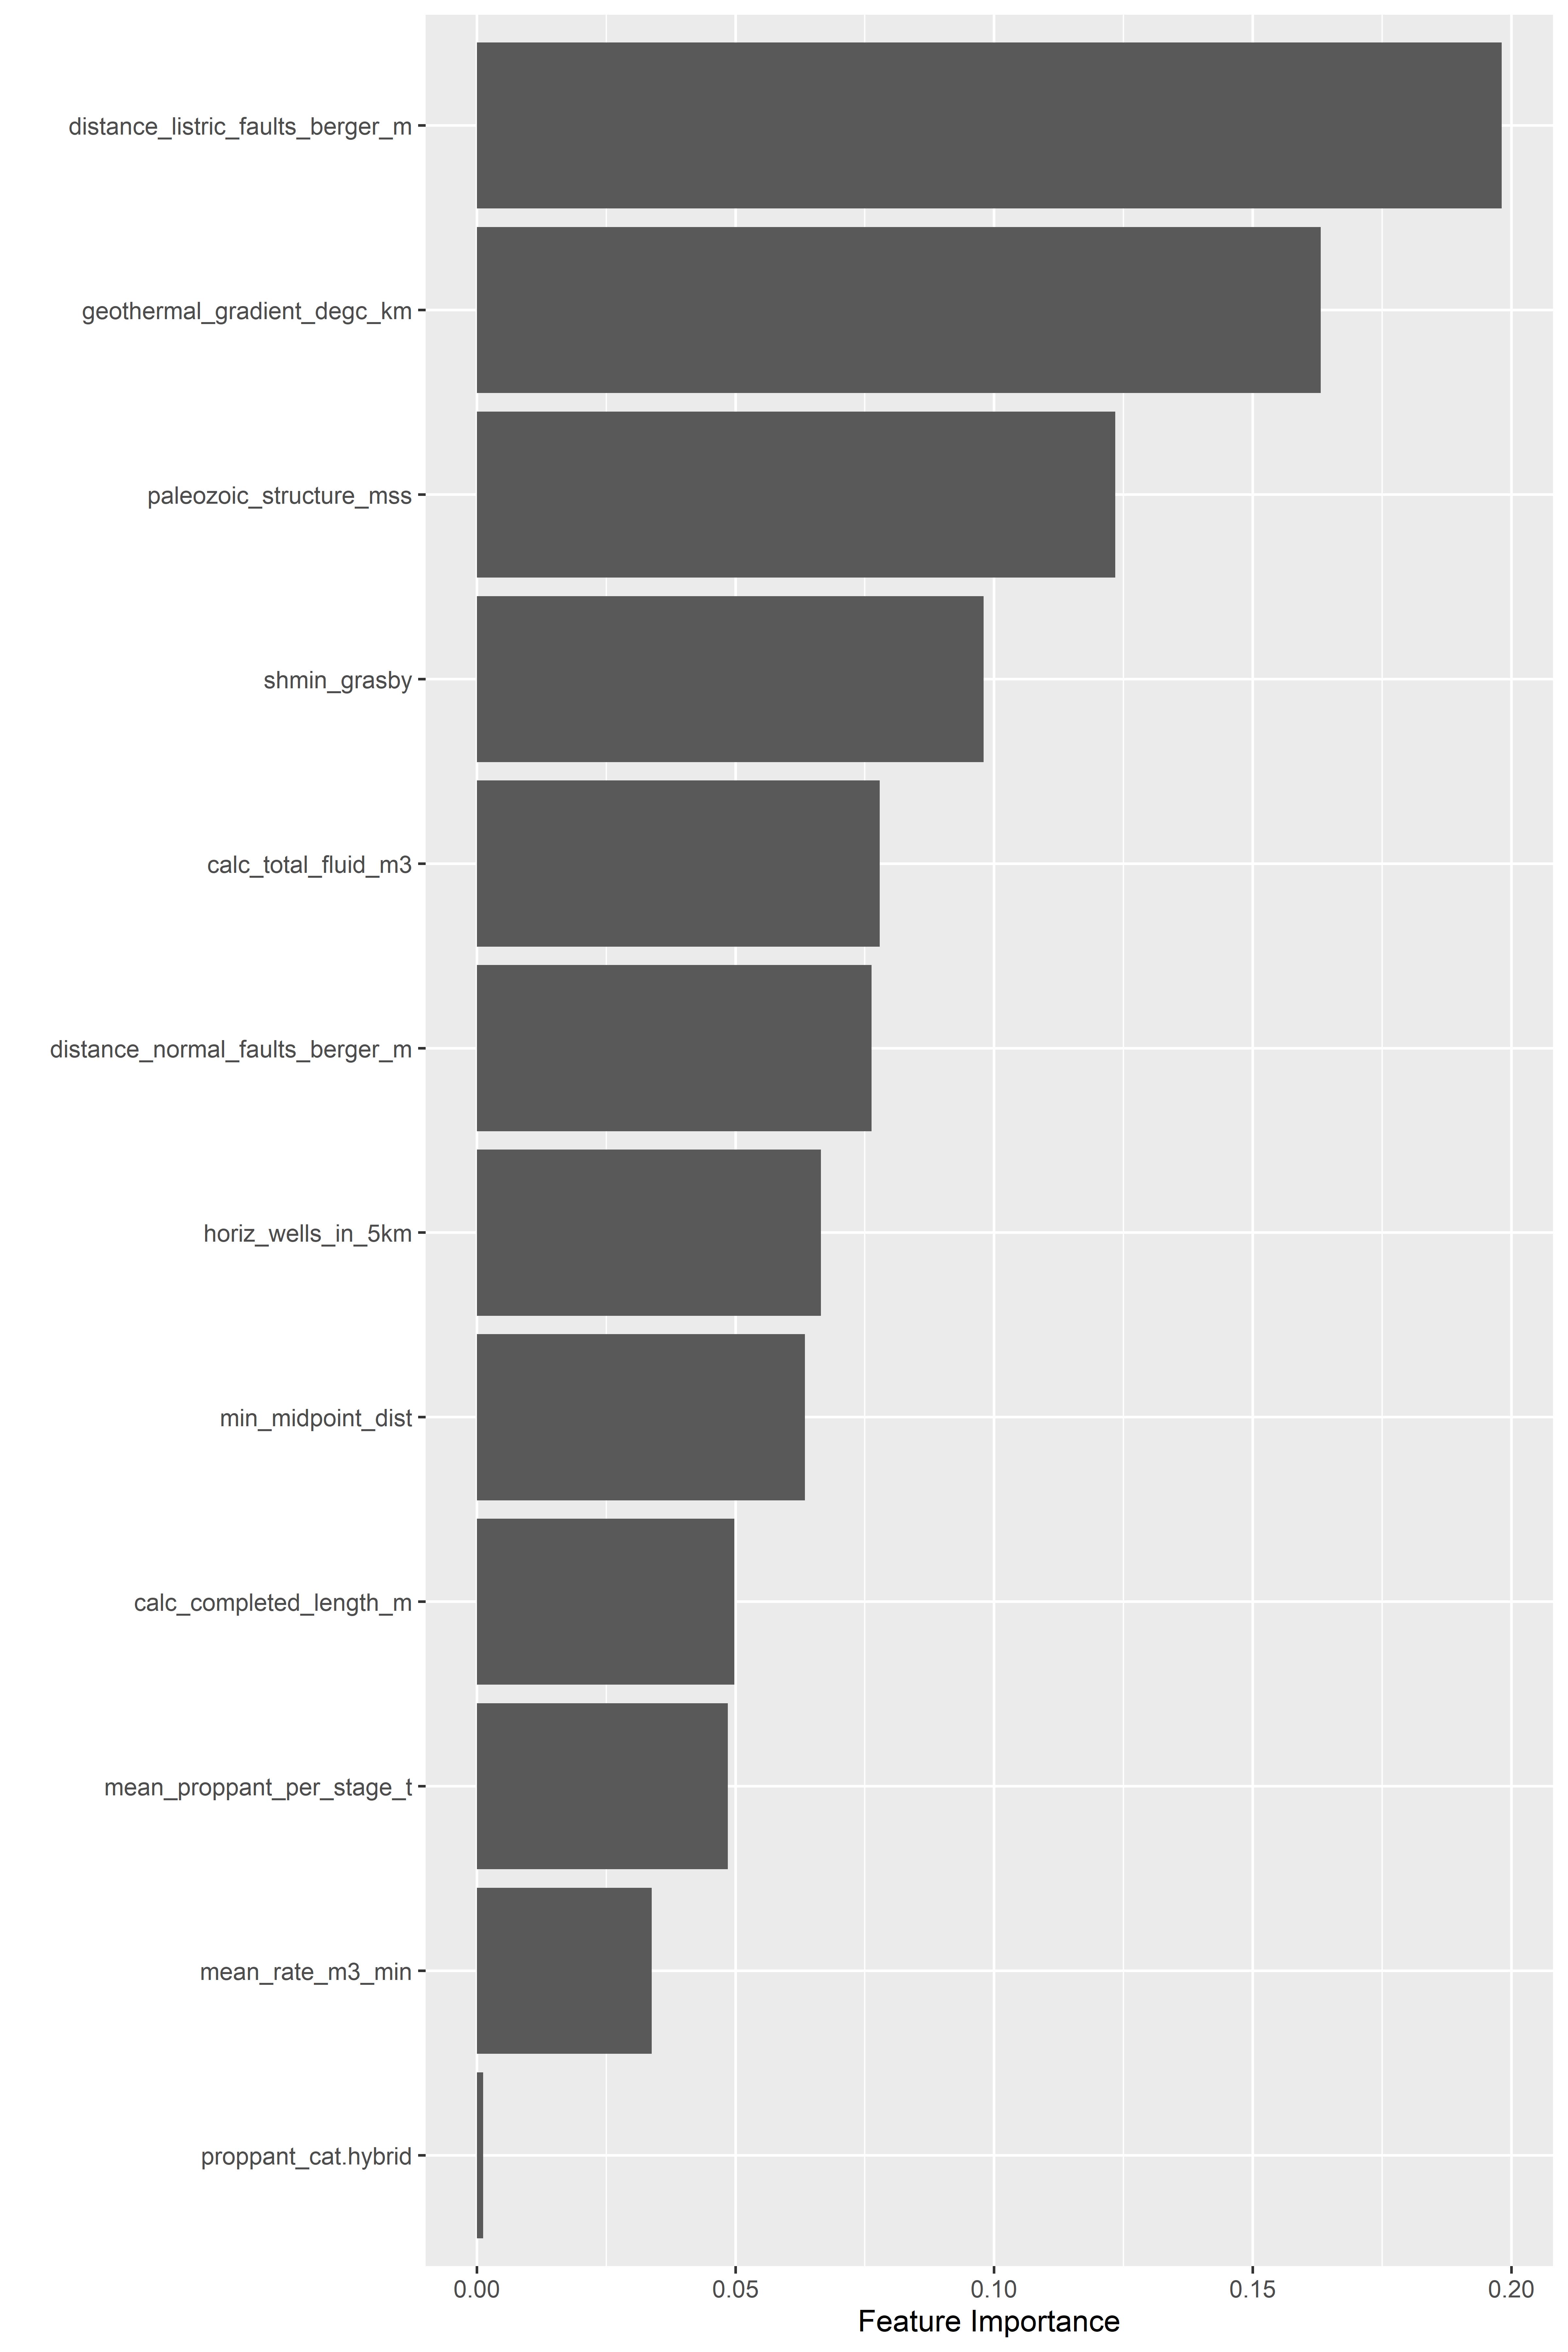 distance_listric_faults_berger_m
geothermal_gradient_degc_km
paleozoic_structure_mss
shmin_grasby
calc_total_fluid_m3
distance_normal_faults_berger_m
horiz_wells_in_5km
min_midpoint_dist
calc_completed_length_m
mean_proppant_per_stage_t
mean_rate_m3_min
proppant_cat.hybrid
0.00 0.05 0.10 0.15 0.20
Feature Importance